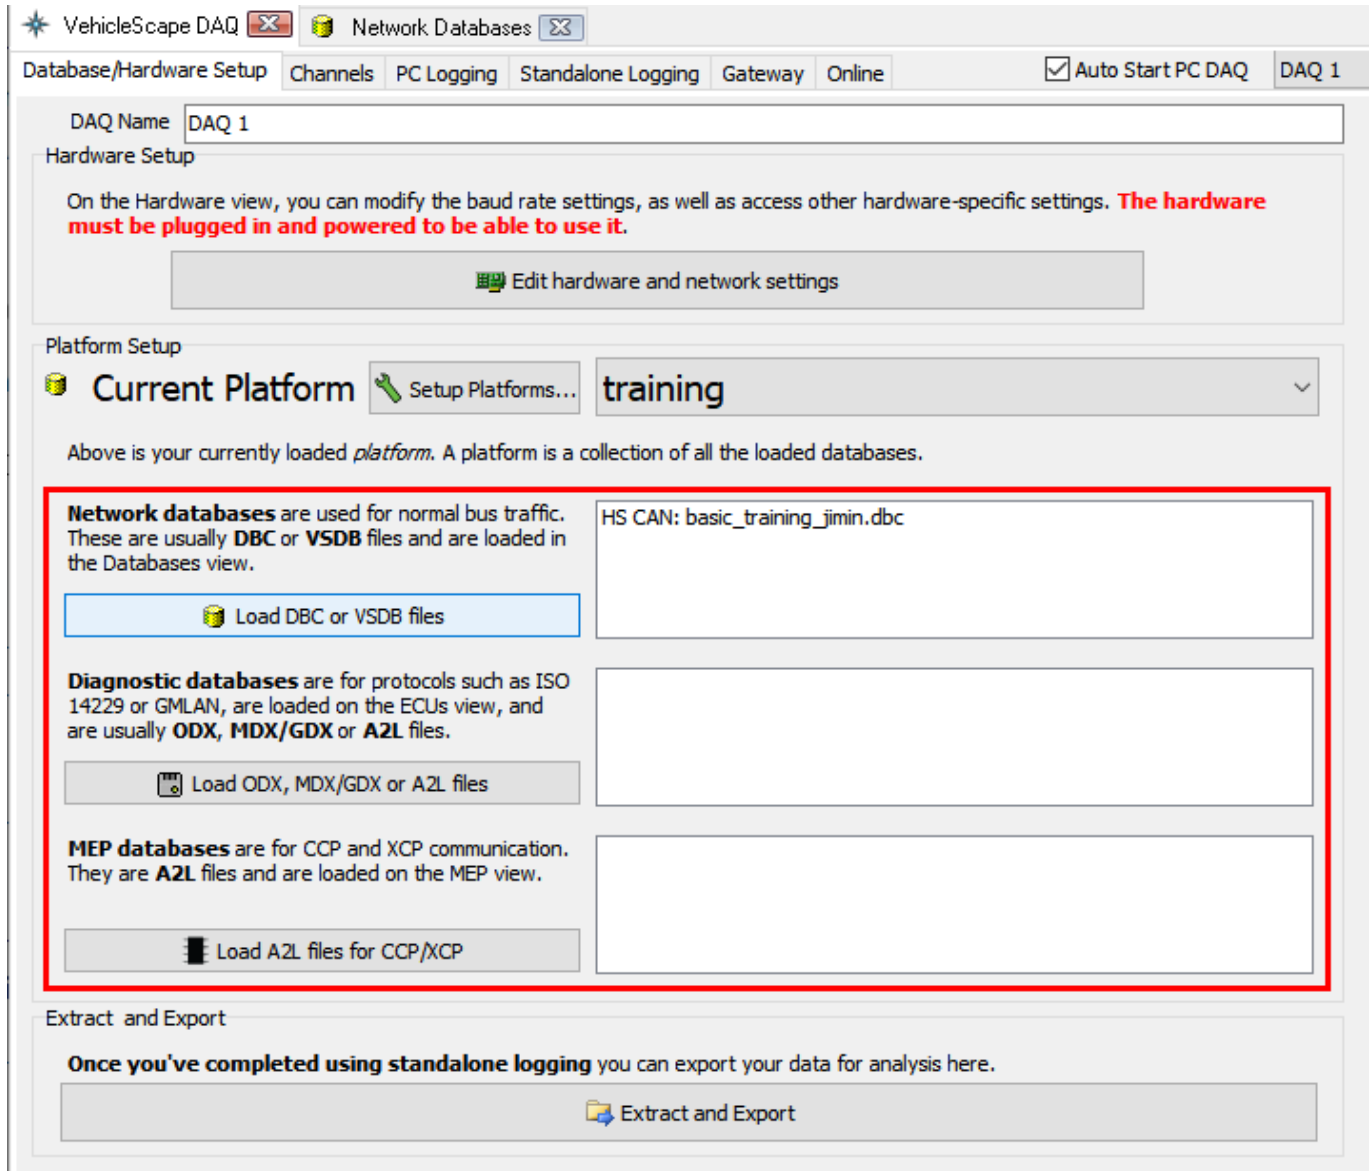 VehicleScape DAQ Network Databases
Database/Hardware Setup Channels PC Logging Standalone Logging Gateway Online Auto Start PC DAQ DAQ 1
DAQ Name DAQ 1
Hardware Setup
On the Hardware view, you can modify the baud rate settings, as well as access other hardware-specific settings. The hardware
must be plugged in and powered to be able to use it.
Edit hardware and network settings
Platform Setup
Current Platform Setup Platforms... training
Above is your currently loaded platform. A platform is a collection of all the loaded databases.
Network databases are used for normal bus traffic.
These are usually DBC or VSDB files and are loaded in
the Databases view.
HS CAN: basic_training_jimin.dbc
Load DBC or VSDB files
Diagnostic databases are for protocols such as ISO
14229 or GMLAN, are loaded on the ECUs view, and
are usually ODX, MDX/GDX or A2L files.
Load ODX, MDX/GDX or A2L files
MEP databases are for CCP and XCP communication.
They are A2L files and are loaded on the MEP view.
Load A2L files for CCP/XCP
Extract and Export
Once you've completed using standalone logging you can export your data for analysis here.
Extract and Export